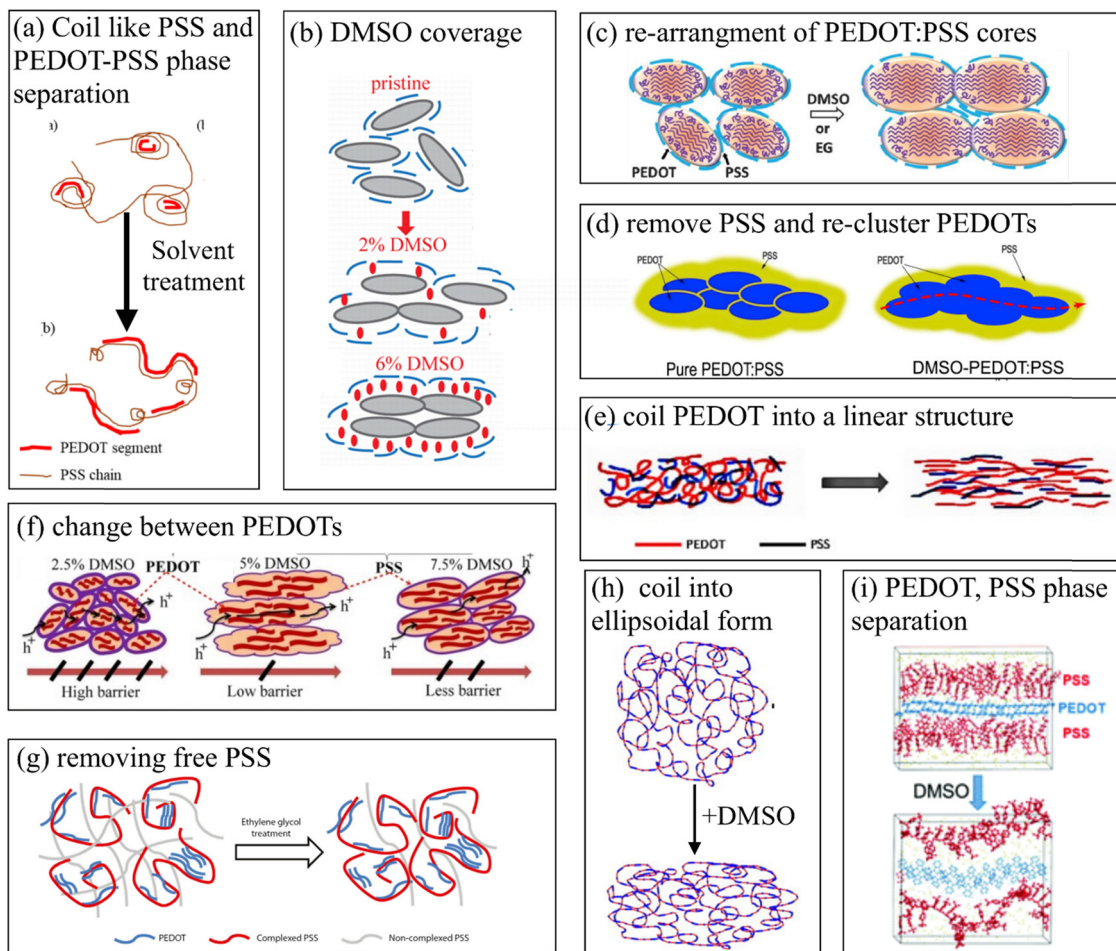 (a) Coil like PSS and
PEDOT-PSS phase
separation
a)
(l
Solvent
treatment
b)
PEDOT segment
PSS chain
(b) DMSO coverage
pristine
2% DMSO
6% DMSO
(c) re-arrangment of PEDOT:PSS cores
DMSO
or
EG
PEDOT
PSS
(d) remove PSS and re-cluster PEDOTs
PEDOT
PSS
PEDOT
PSS
Pure PEDOT:PSS
DMSO-PEDOT:PSS
(e) coil PEDOT into a linear structure
PEDOT
PSS
(f) change between PEDOTs
2.5% DMSO
PEDOT
5% DMSO
PSS
7.5% DMSO
h+
h+
h+
h+
h+
h+
High barrier
Low barrier
Less barrier
(g) removing free PSS
Ethylene glycol
treatment
PEDOT
Complexed PSS
Non-complexed PSS
(h) coil into
ellipsoidal form
+DMSO
(i) PEDOT, PSS phase
separation
PSS
PEDOT
PSS
DMSO